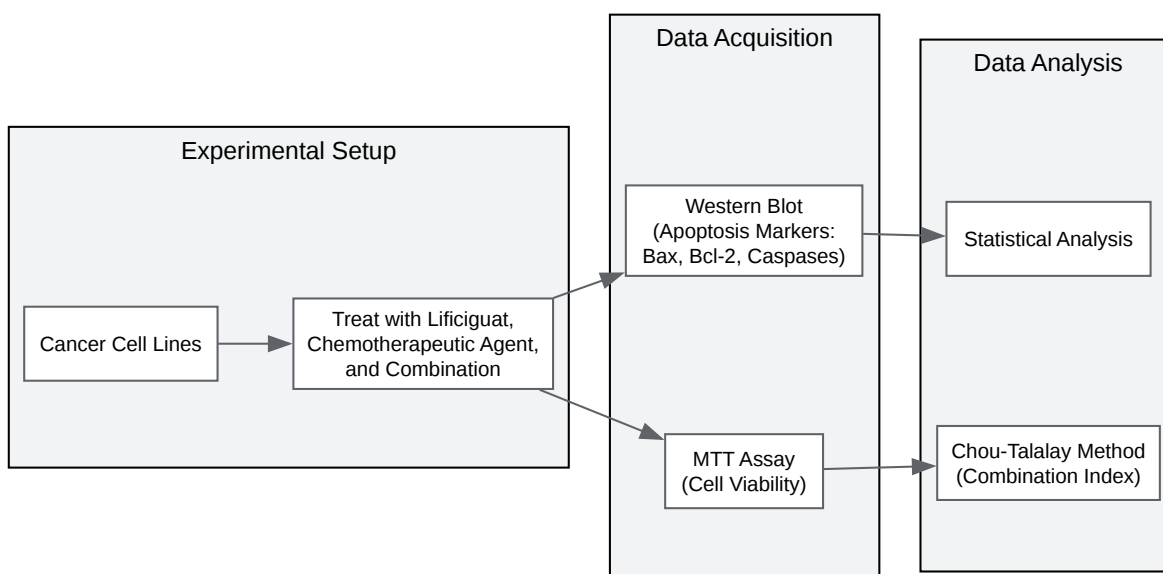 Experimental Setup
Cancer Cell Lines
Treat with Lificiguat,
Chemotherapeutic Agent,
and Combination
Data Acquisition
Western Blot
(Apoptosis Markers:
Bax, Bcl-2, Caspases)
MTT Assay
(Cell Viability)
Data Analysis
Statistical Analysis
Chou-Talalay Method
(Combination Index)